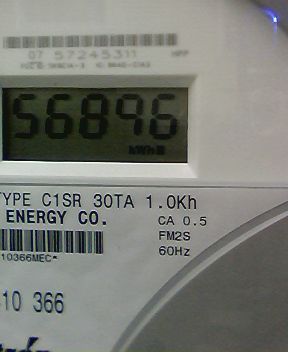 07 57245311
56896
kWh
TYPE C1SR 30TA 1.0Kh
ENERGY CO.
CA 0.5
FM2S
10366MEC*
60Hz
10 366